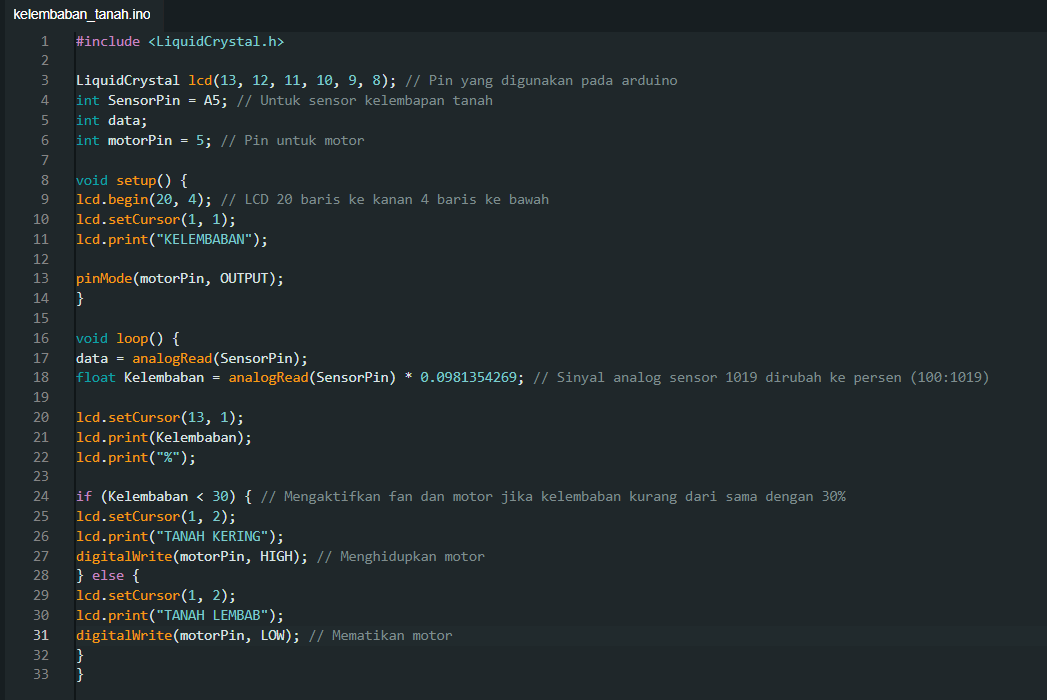 kelembaban_tanah.ino
1 #include <LiquidCrystal.h>
2
3 LiquidCrystal lcd(13, 12, 11, 10, 9, 8); // Pin yang digunakan pada arduino
4 int SensorPin = A5; // Untuk sensor kelembapan tanah
5 int data;
6 int motorPin = 5; // Pin untuk motor
7
8 void setup() {
9 lcd.begin(20, 4); // LCD 20 baris ke kanan 4 baris ke bawah
10 lcd.setCursor(1, 1);
11 lcd.print("KELEMBABAN");
12
13 pinMode(motorPin, OUTPUT);
14 }
15
16 void loop() {
17 data = analogRead(SensorPin);
18 float Kelembaban = analogRead(SensorPin) * 0.0981354269; // Sinyal analog sensor 1019 dirubah ke persen (100:1019)
19
20 lcd.setCursor(13, 1);
21 lcd.print(Kelembaban);
22 lcd.print("%");
23
24 if (Kelembaban < 30) { // Mengaktifkan fan dan motor jika kelembaban kurang dari sama dengan 30%
25 lcd.setCursor(1, 2);
26 lcd.print("TANAH KERING");
27 digitalWrite(motorPin, HIGH); // Menghidupkan motor
28 } else {
29 lcd.setCursor(1, 2);
30 lcd.print("TANAH LEMBAB");
31 digitalWrite(motorPin, LOW); // Mematikan motor
32 }
33 }